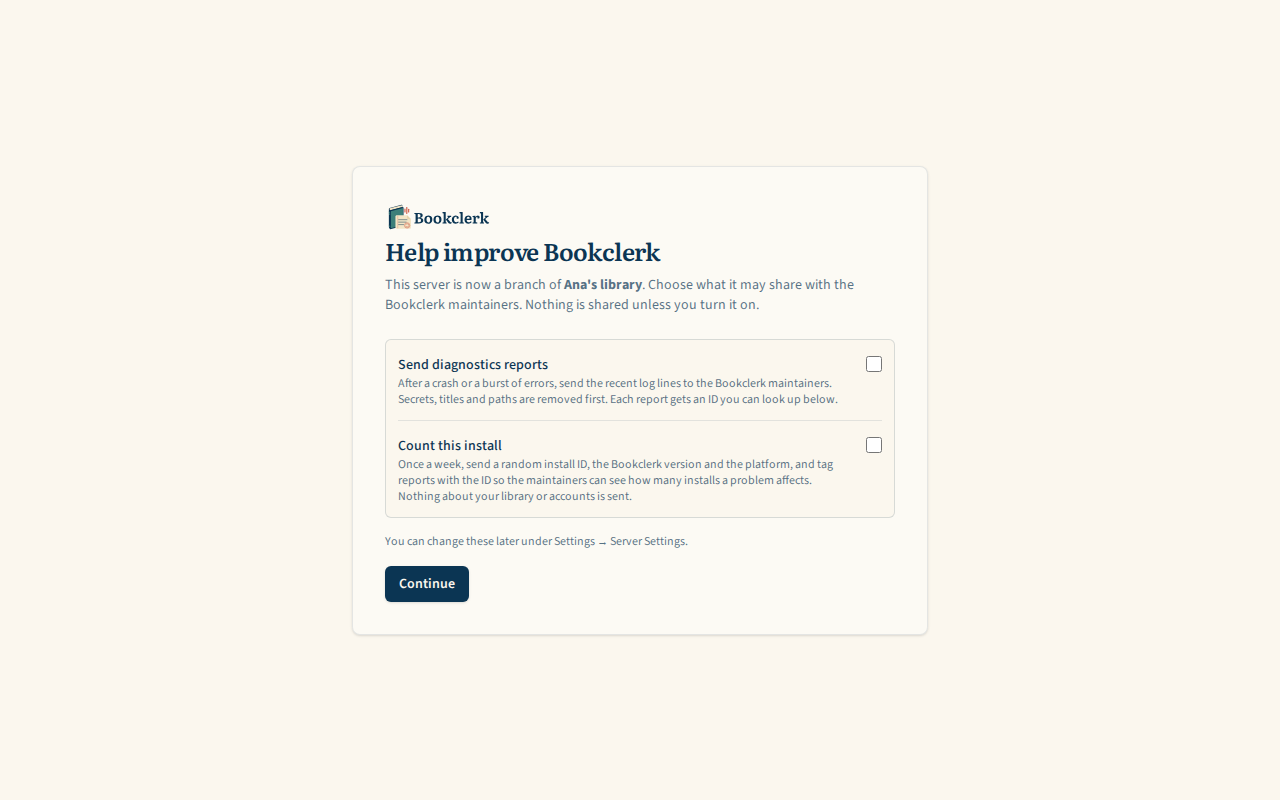 Bookclerk
Help improve Bookclerk
This server is now a branch of Ana's library. Choose what it may share with the
Bookclerk maintainers. Nothing is shared unless you turn it on.
Send diagnostics reports
After a crash or a burst of errors, send the recent log lines to the Bookclerk maintainers.
Secrets, titles and paths are removed first. Each report gets an ID you can look up below.
Count this install
Once a week, send a random install ID, the Bookclerk version and the platform, and tag
reports with the ID so the maintainers can see how many installs a problem affects.
Nothing about your library or accounts is sent.
You can change these later under Settings → Server Settings.
Continue